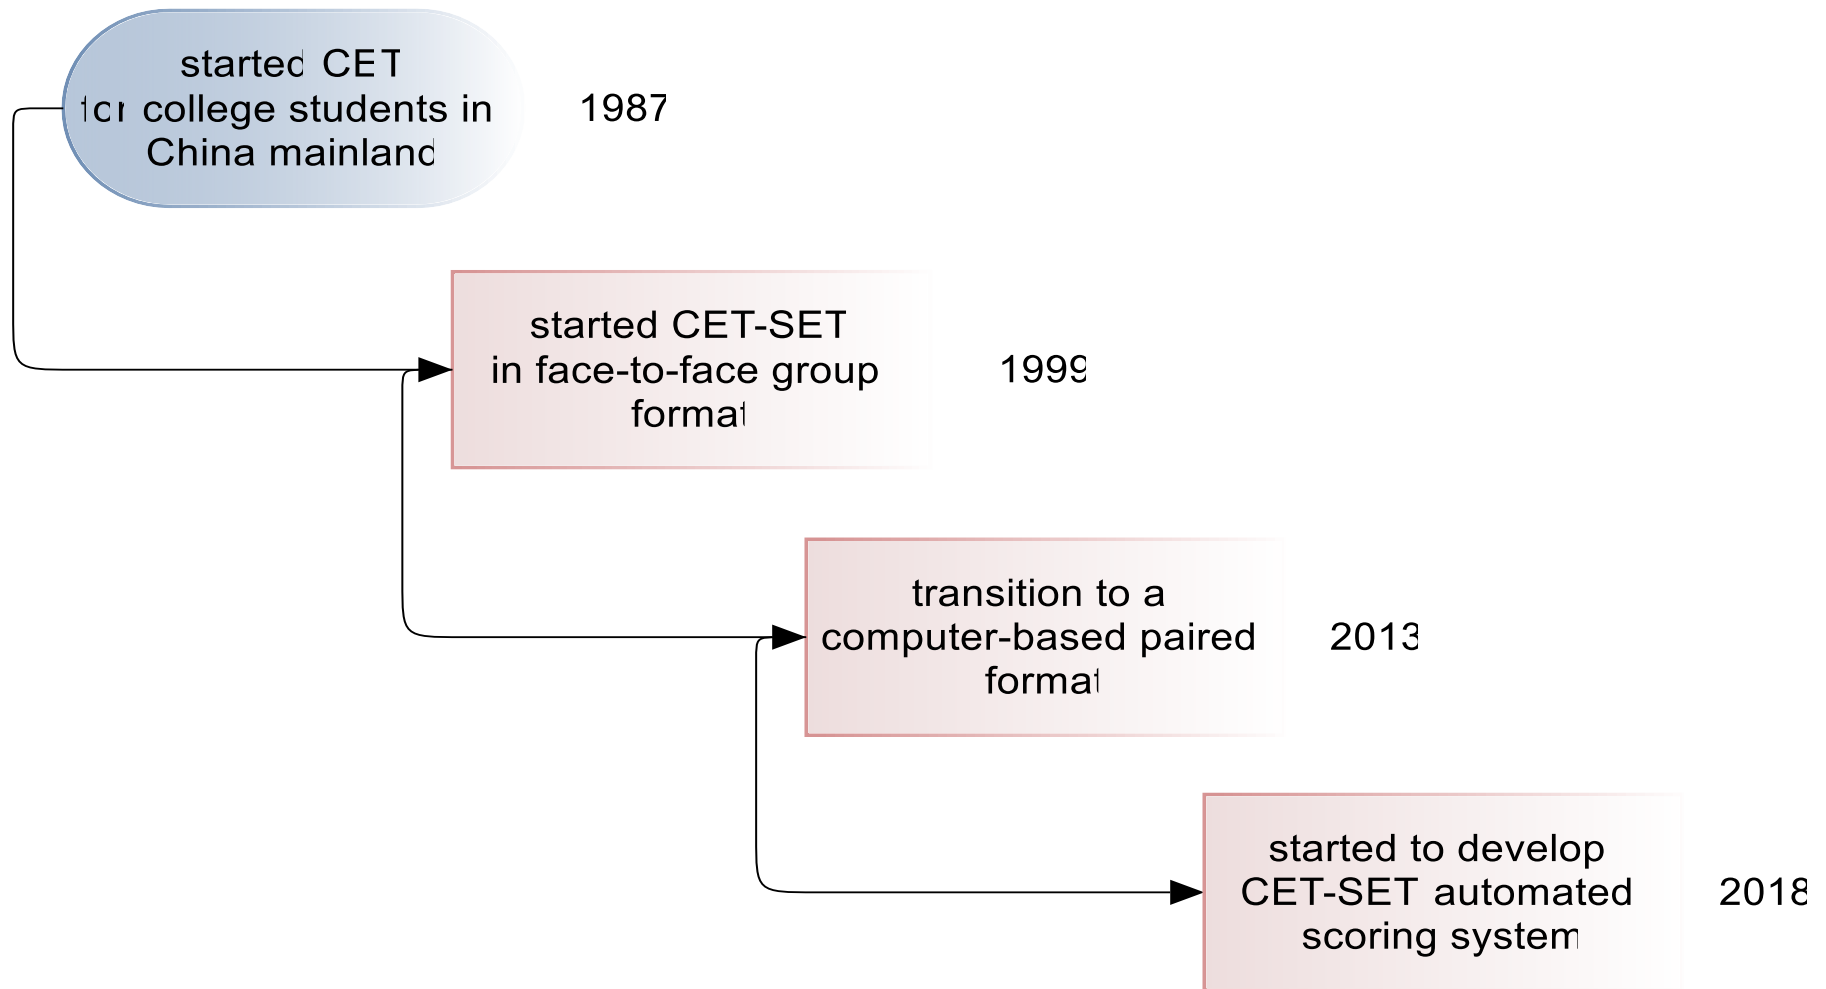 started CET
for college students in
China mainland
1987
started CET-SET
in face-to-face group
format
1999
transition to a
computer-based paired
format
2013
started to develop
CET-SET automated
scoring system
2018